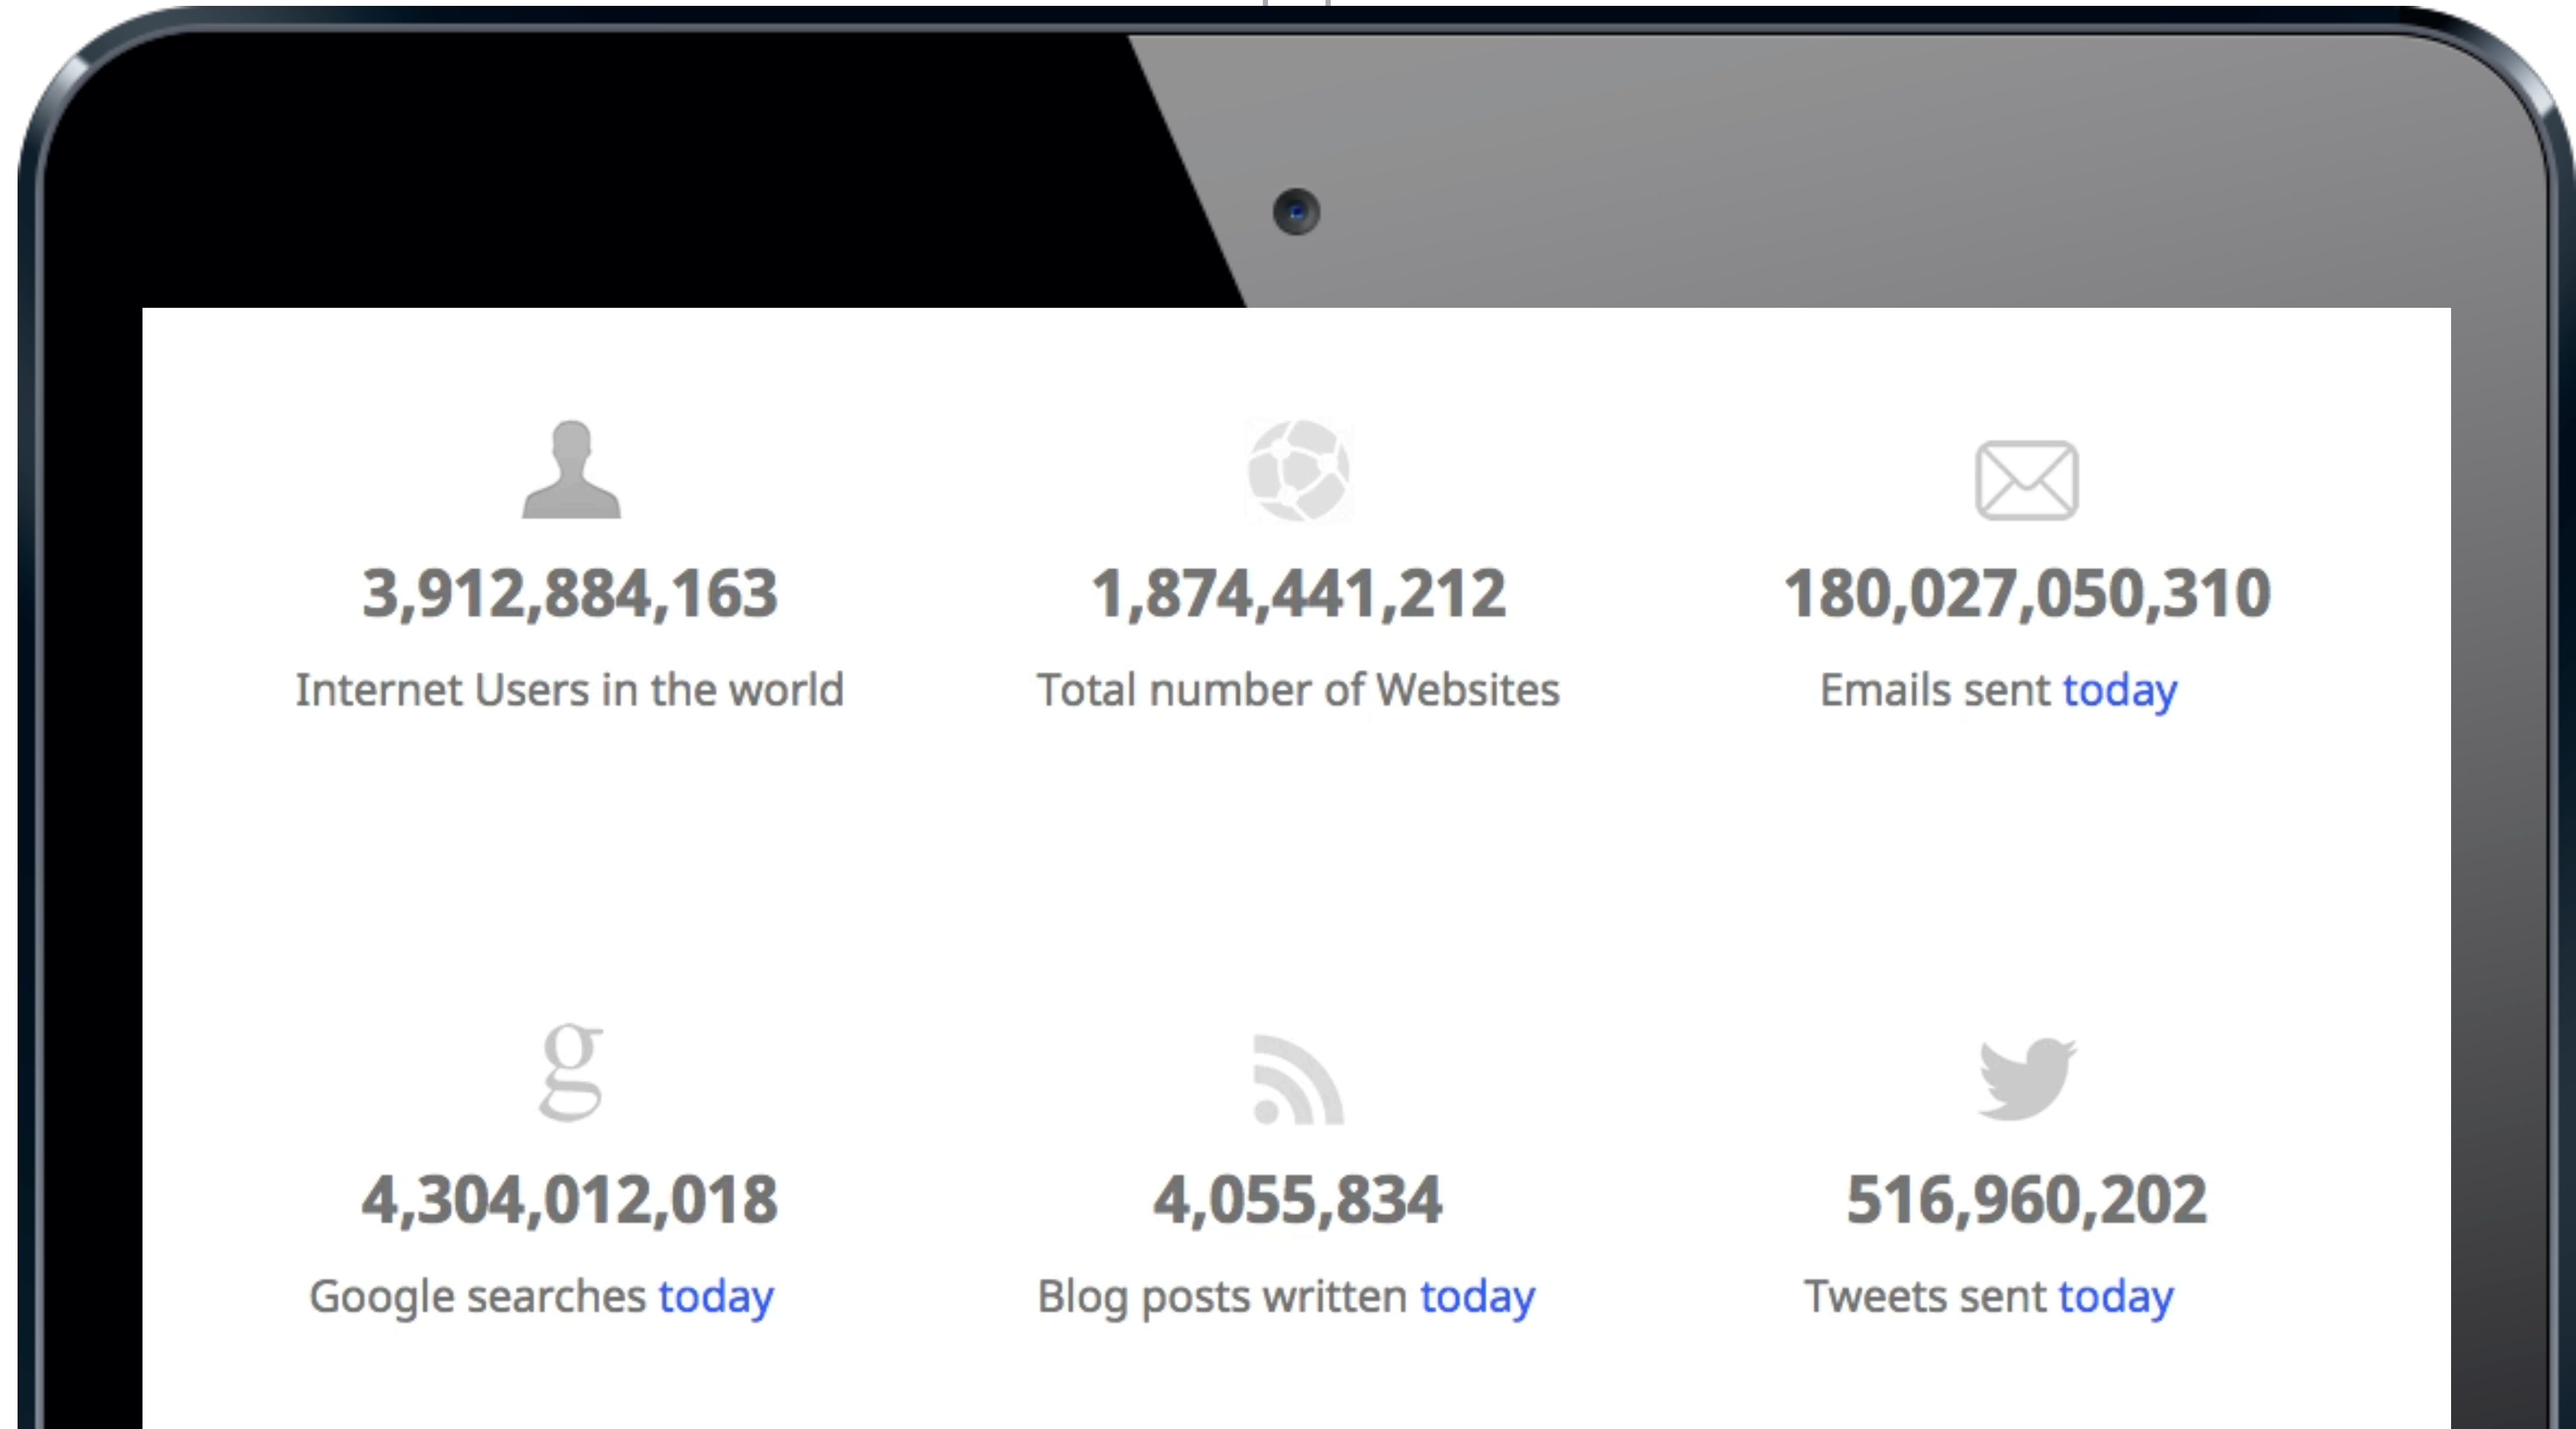 3,912,884,163
Internet Users in the world
1,874,441,212
Total number of Websites
180,027,050,310
Emails sent today
g
4,304,012,018
Google searches today
4,055,834
Blog posts written today
516,960,202
Tweets sent today